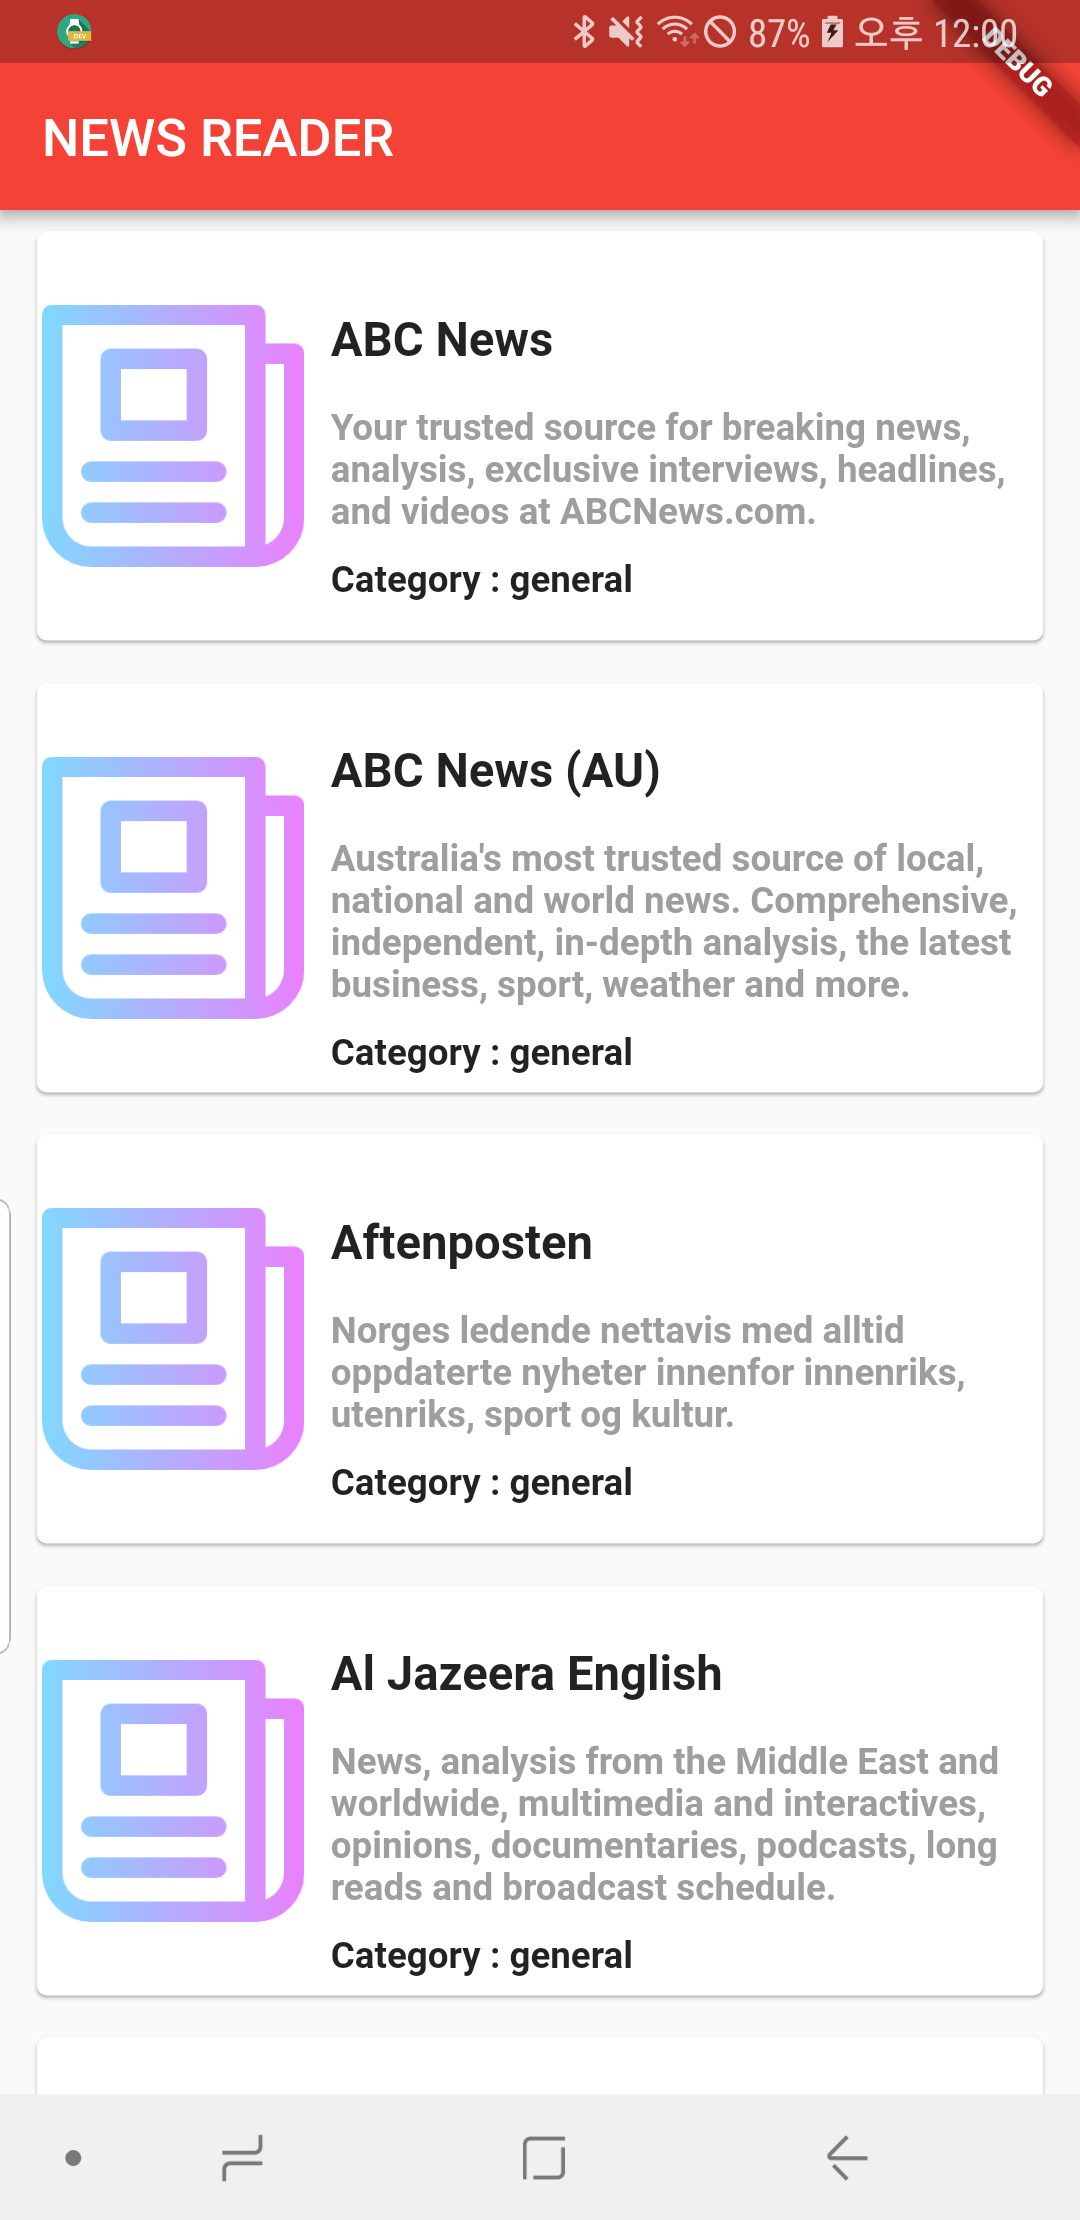 DEV
87% 오후 12:00
DEBUG
NEWS READER
ABC News
Your trusted source for breaking news,
analysis, exclusive interviews, headlines,
and videos at ABCNews.com.
Category : general
ABC News (AU)
Australia's most trusted source of local,
national and world news. Comprehensive,
independent, in-depth analysis, the latest
business, sport, weather and more.
Category : general
Aftenposten
Norges ledende nettavis med alltid
oppdaterte nyheter innenfor innenriks,
utenriks, sport og kultur.
Category : general
Al Jazeera English
News, analysis from the Middle East and
worldwide, multimedia and interactives,
opinions, documentaries, podcasts, long
reads and broadcast schedule.
Category : general